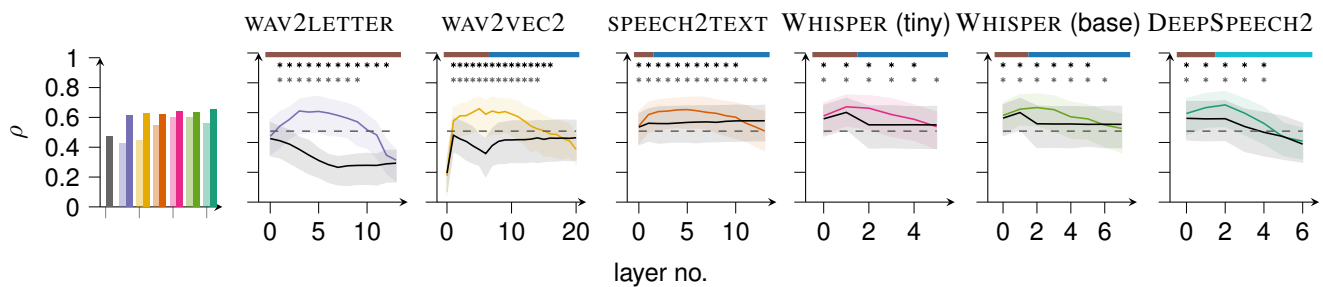 WAV2LETTER WAV2VEC2 SPEECH2TEXT WHISPER (tiny) WHISPER (base) DEEPSPEECH2
1
0.8
0.6
0.4
0.2
0
ρ
* * * * * * * * * * * * * * * * * * * * * * * * * * * * * * * * * * * * * * * * * * * * * * * * *
0 5 10 0 10 20 0 5 10 0 2 4 0 2 4 6 0 2 4 6
layer no.